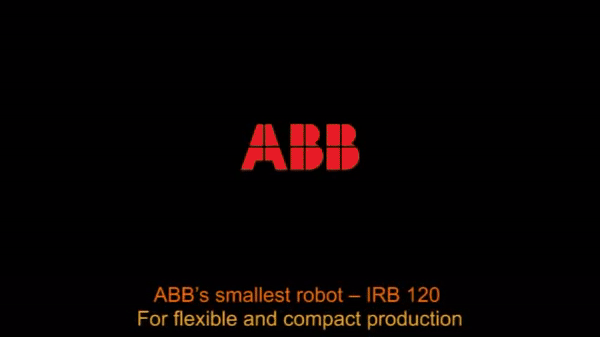 ABB
ABB's smallest robot – IRB 120
For flexible and compact production